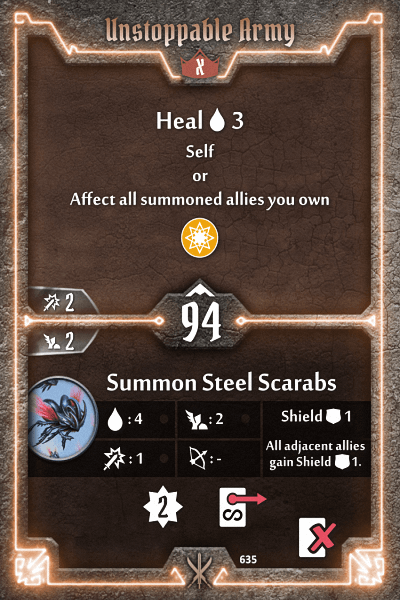 Unstoppable Army
X
Heal 3
Self
or
Affect all summoned allies you own
2
94
2
Summon Steel Scarabs
: 4
: 2
Shield 1
: 1
: -
All adjacent allies
gain Shield 1.
2
635